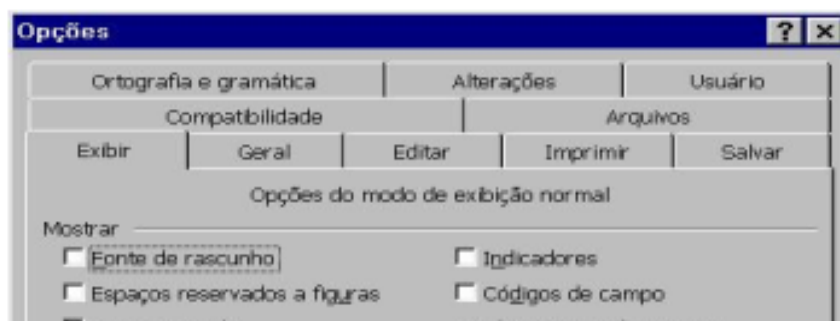 Opções
Ortografia e gramática Alterações Usuário
Compatibilidade Arquivos
Exibir Geral Editar Imprimir Salvar
Opções do modo de exibição normal
Mostrar
Fonte de rascunho Indicadores
Espaços reservados a figuras Códigos de campo